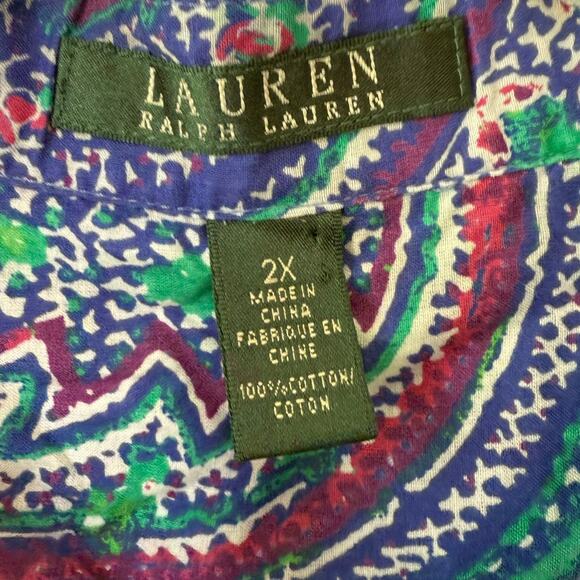 LAUREN
RALPH LAUREN
2X
MADE IN
CHINA
FABRIQUE EN
CHINE
100% COTTON/
COTON